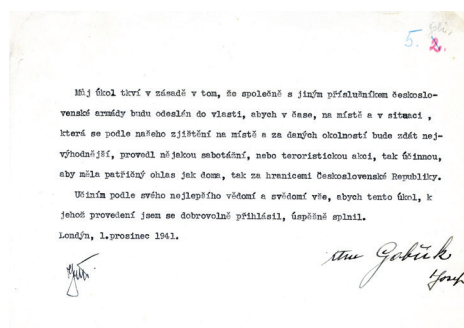 5. 2.
Můj úkol tkví v zásadě v tom, že společně s jiným příslušníkem českoslo-
venské armády budu odeslán do vlasti, abych v čase, na místě a v situaci ,
která se podle našeho zjištění na místě a za daných okolností bude zdát nej-
výhodnější, provedl nějakou sabotážní, nebo teroristickou akci, tak účinnou,
aby měla patřičný ohlas jak doma, tak za hranicemi Československé Republiky.
Učiním podle svého nejlepšího vědomí a svědomí vše, abych tento úkol, k
jehož provedení jsem se dobrovolně přihlásil, úspěšně splnil.
Londýn, 1.prosinec 1941.
Gabčík
Josef